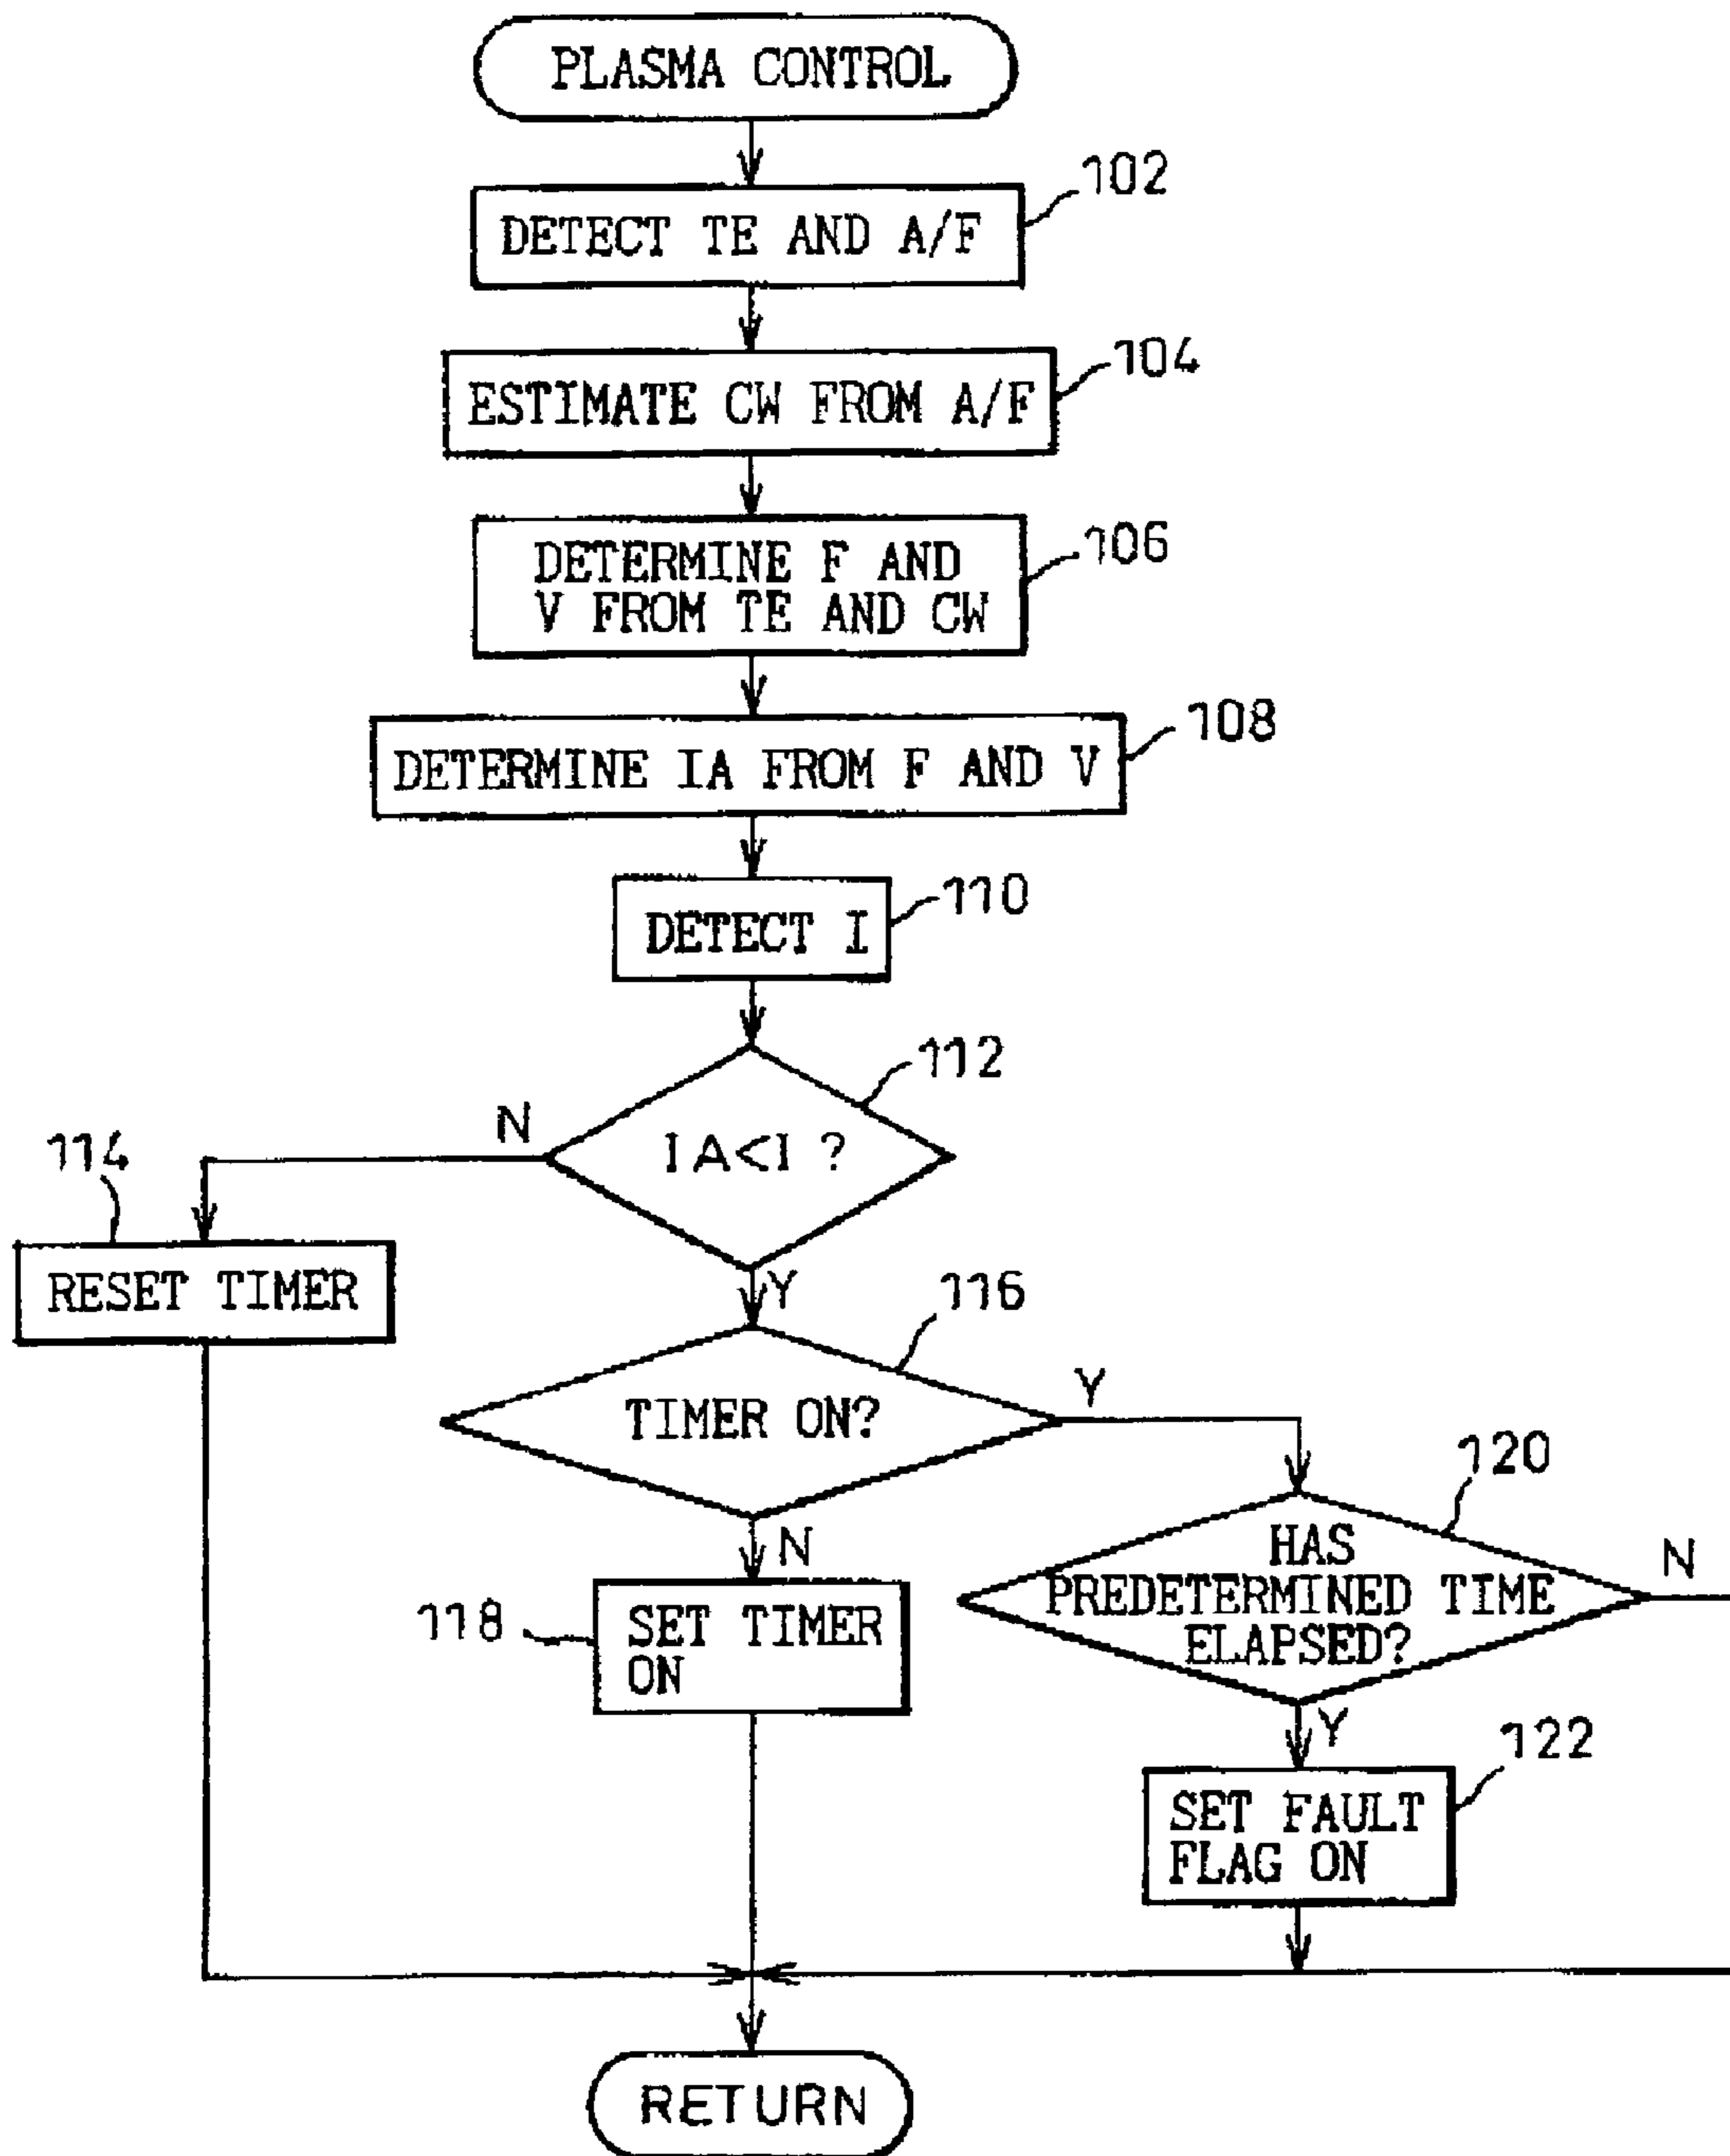 PLASMA CONTROL
102
DETECT TE AND A/F
104
ESTIMATE CW FROM A/F
106
DETERMINE F AND
V FROM TE AND CW
108
DETERMINE IA FROM F AND V
110
DETECT I
112
N
IA<I ?
114
RESET TIMER
Y
116
TIMER ON?
Y
120
N
HAS
PREDETERMINED TIME
ELAPSED?
N
118
SET TIMER
ON
Y
122
SET FAULT
FLAG ON
RETURN